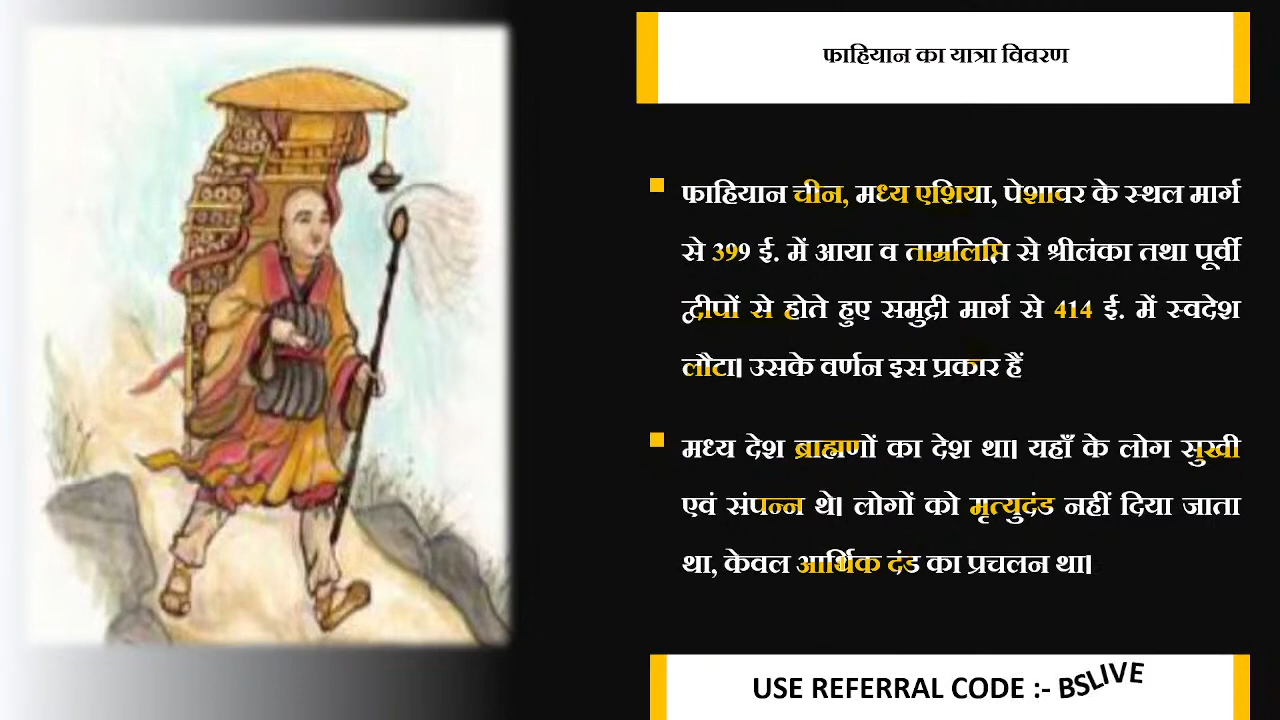 फाहियान का यात्रा विवरण
फाहियान चीन, मध्य एशिया, पेशावर के स्थल मार्ग
से 399 ई. में आया व ताम्रलिप्ति से श्रीलंका तथा पूर्वी
द्वीपों से होते हुए समुद्री मार्ग से 414 ई. में स्वदेश
लौटा। उसके वर्णन इस प्रकार हैं
मध्य देश ब्राह्मणों का देश था। यहाँ के लोग सुखी
एवं संपन्न थे। लोगों को मृत्युदंड नहीं दिया जाता
था, केवल आर्थिक दंड का प्रचलन था।
USE REFERRAL CODE :- BSLIVE